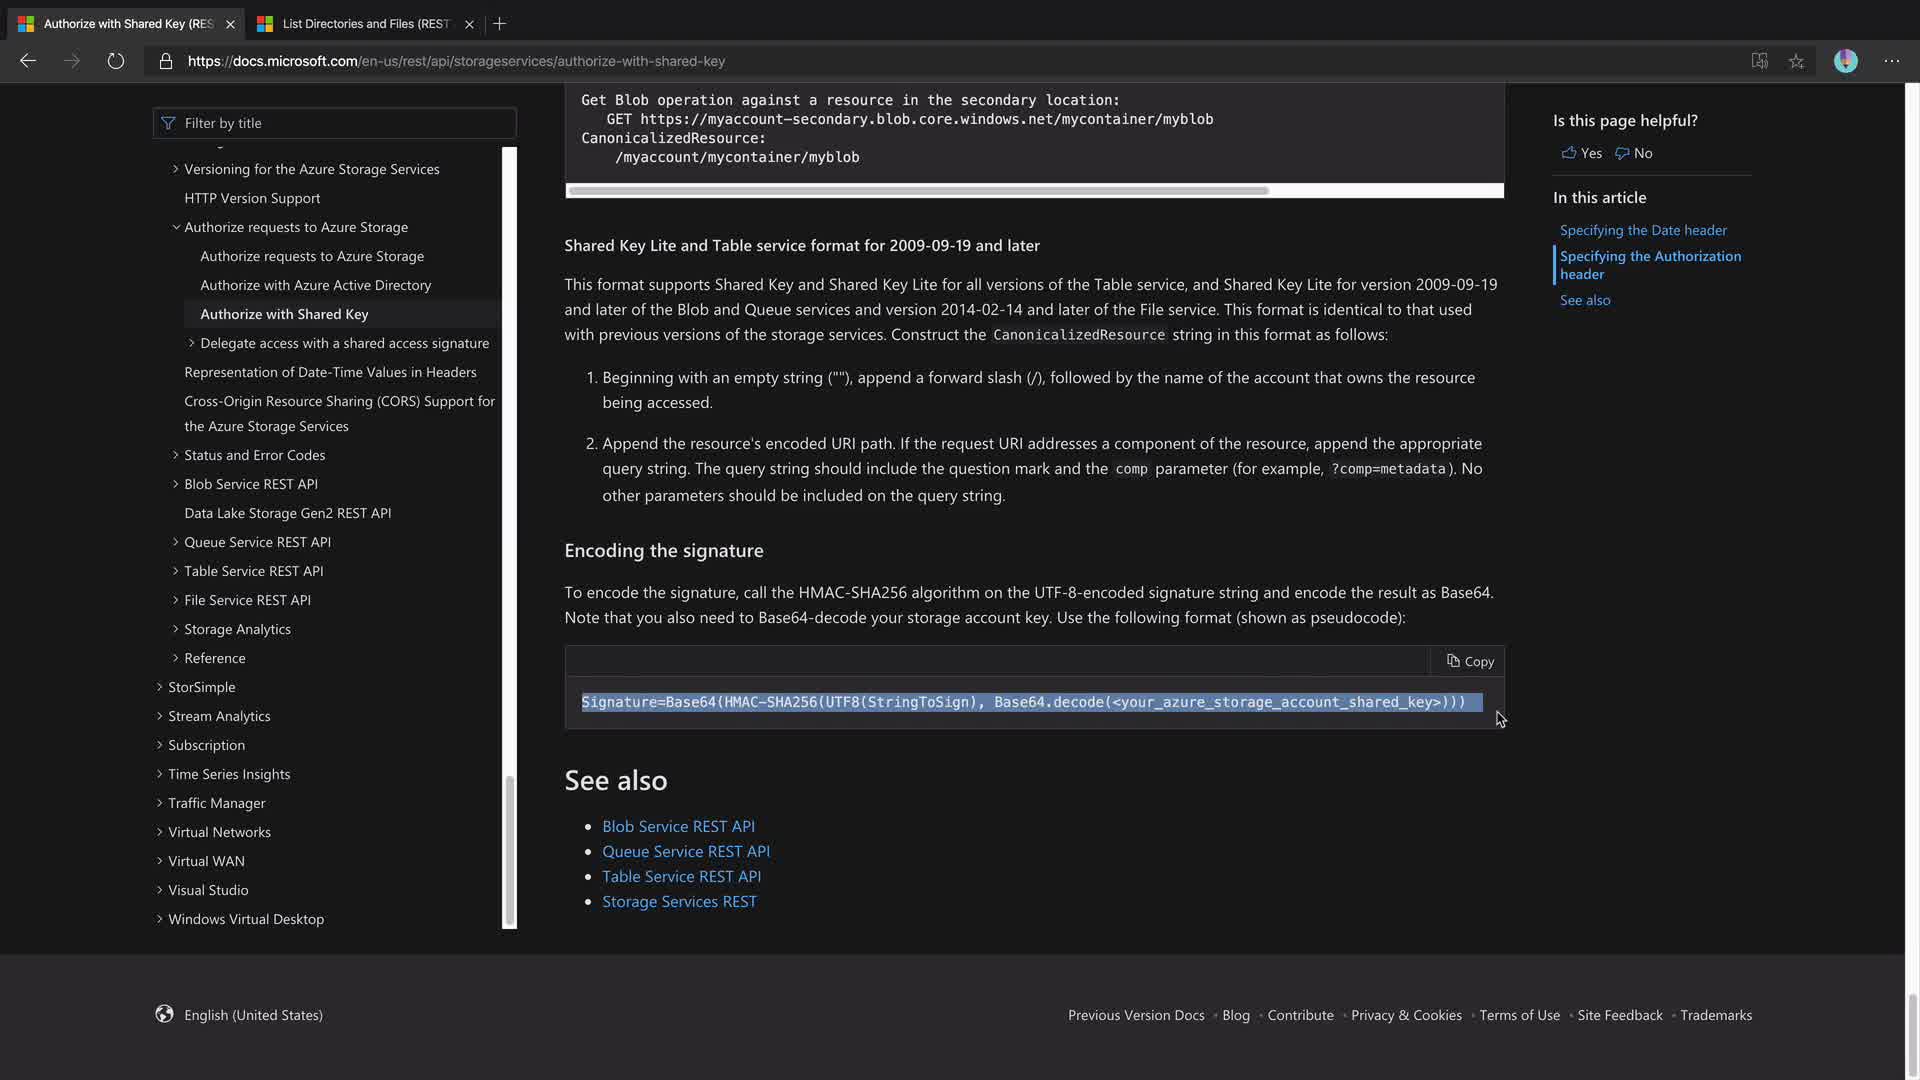 Authorize with Shared Key (RES
List Directories and Files (REST
https://docs.microsoft.com/en-us/rest/api/storageservices/authorize-with-shared-key
Filter by title
Versioning for the Azure Storage Services
HTTP Version Support
Authorize requests to Azure Storage
Authorize requests to Azure Storage
Authorize with Azure Active Directory
Authorize with Shared Key
Delegate access with a shared access signature
Representation of Date-Time Values in Headers
Cross-Origin Resource Sharing (CORS) Support for
the Azure Storage Services
Status and Error Codes
Blob Service REST API
Data Lake Storage Gen2 REST API
Queue Service REST API
Table Service REST API
File Service REST API
Storage Analytics
Reference
StorSimple
Stream Analytics
Subscription
Time Series Insights
Traffic Manager
Virtual Networks
Virtual WAN
Visual Studio
Windows Virtual Desktop
Get Blob operation against a resource in the secondary location:
GET https://myaccount-secondary.blob.core.windows.net/mycontainer/myblob
CanonicalizedResource:
/myaccount/mycontainer/myblob
Shared Key Lite and Table service format for 2009-09-19 and later
This format supports Shared Key and Shared Key Lite for all versions of the Table service, and Shared Key Lite for version 2009-09-19
and later of the Blob and Queue services and version 2014-02-14 and later of the File service. This format is identical to that used
with previous versions of the storage services. Construct the CanonicalizedResource string in this format as follows:
1. Beginning with an empty string (""), append a forward slash (/), followed by the name of the account that owns the resource
being accessed.
2. Append the resource's encoded URI path. If the request URI addresses a component of the resource, append the appropriate
query string. The query string should include the question mark and the comp parameter (for example, ?comp=metadata). No
other parameters should be included on the query string.
Encoding the signature
To encode the signature, call the HMAC-SHA256 algorithm on the UTF-8-encoded signature string and encode the result as Base64.
Note that you also need to Base64-decode your storage account key. Use the following format (shown as pseudocode):
Copy
Signature=Base64(HMAC-SHA256(UTF8(StringToSign), Base64.decode(<your_azure_storage_account_shared_key>)))
See also
Blob Service REST API
Queue Service REST API
Table Service REST API
Storage Services REST
Is this page helpful?
Yes No
In this article
Specifying the Date header
Specifying the Authorization
header
See also
English (United States)
Previous Version Docs • Blog • Contribute • Privacy & Cookies • Terms of Use • Site Feedback • Trademarks